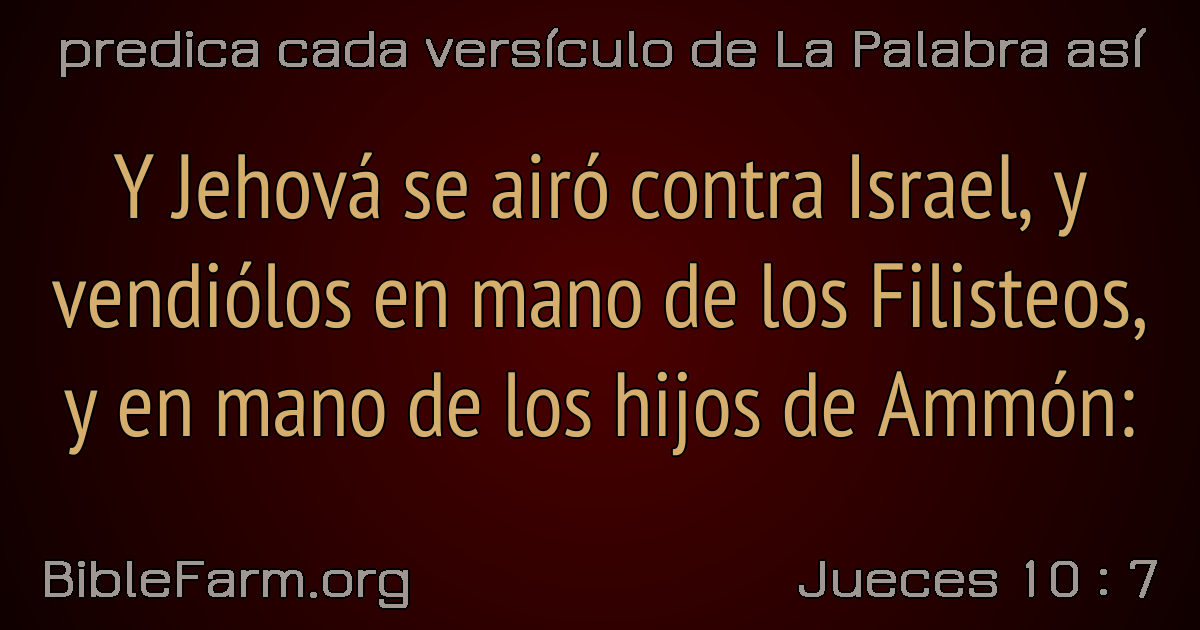 predica cada versículo de La Palabra así
Y Jehová se airó contra Israel, y
vendiólos en mano de los Filisteos,
y en mano de los hijos de Ammón:
BibleFarm.org
Jueces 10 : 7